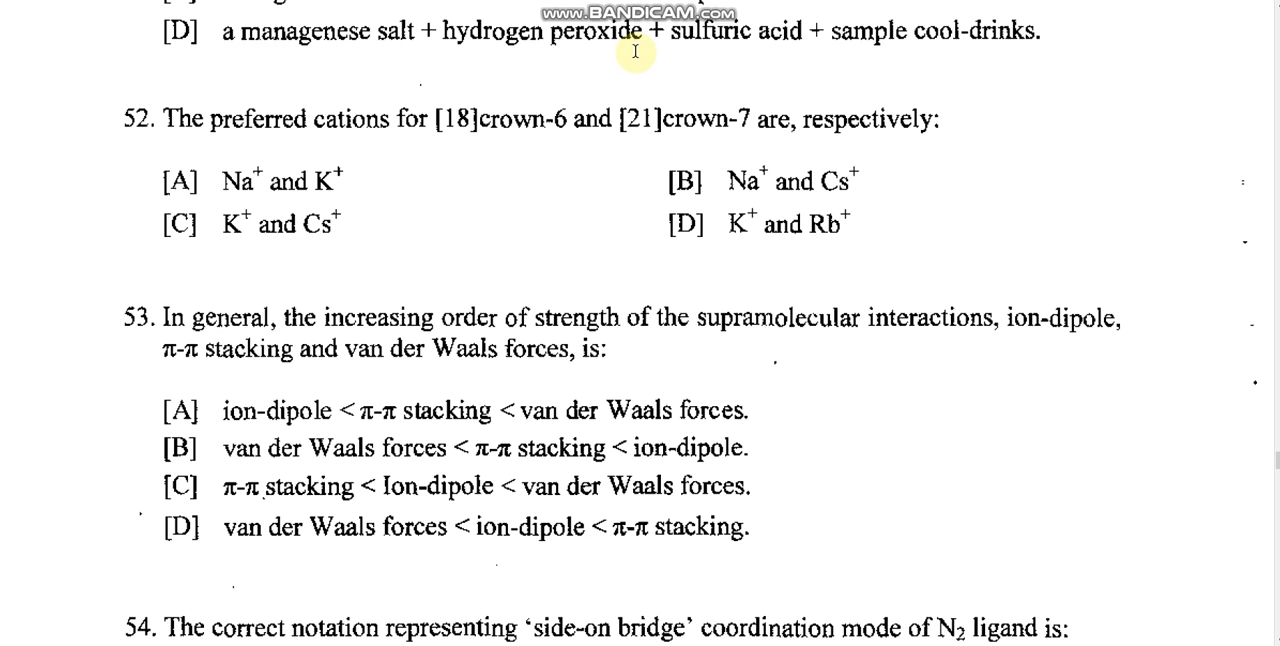 www.BANDICAM.com
[D] a managenese salt + hydrogen peroxide + sulfuric acid + sample cool-drinks.
52. The preferred cations for [18]crown-6 and [21]crown-7 are, respectively:
[A] Na⁺ and K⁺
[B] Na⁺ and Cs⁺
[C] K⁺ and Cs⁺
[D] K⁺ and Rb⁺
53. In general, the increasing order of strength of the supramolecular interactions, ion-dipole,
π-π stacking and van der Waals forces, is:
[A] ion-dipole < π-π stacking < van der Waals forces.
[B] van der Waals forces < π-π stacking < ion-dipole.
[C] π-π stacking < Ion-dipole < van der Waals forces.
[D] van der Waals forces < ion-dipole < π-π stacking.
54. The correct notation representing ‘side-on bridge’ coordination mode of N₂ ligand is: